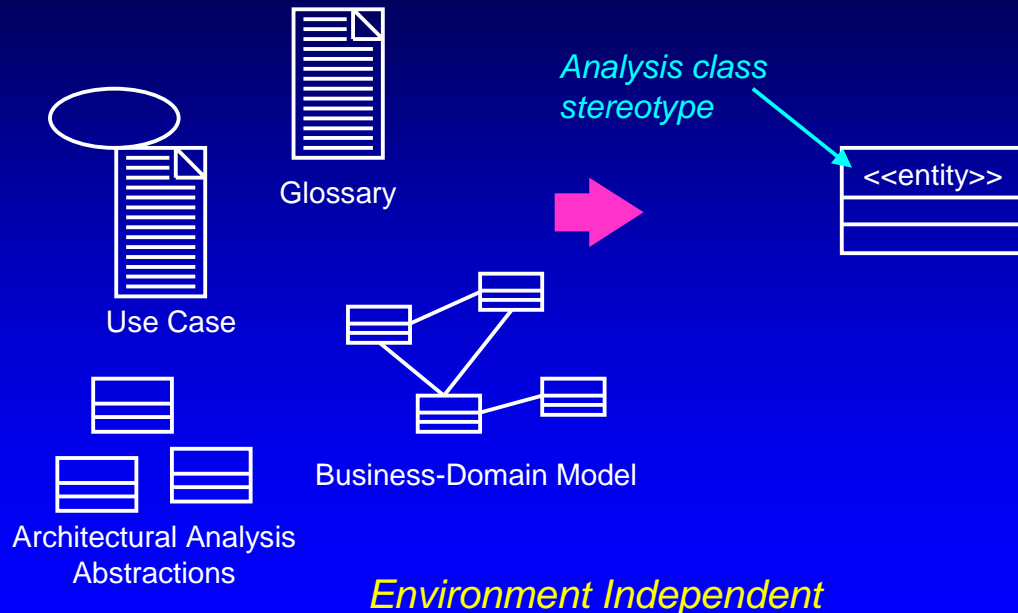 Analysis class
stereotype
<<entity>>
Glossary
Use Case
Business-Domain Model
Architectural Analysis
Abstractions
Environment Independent